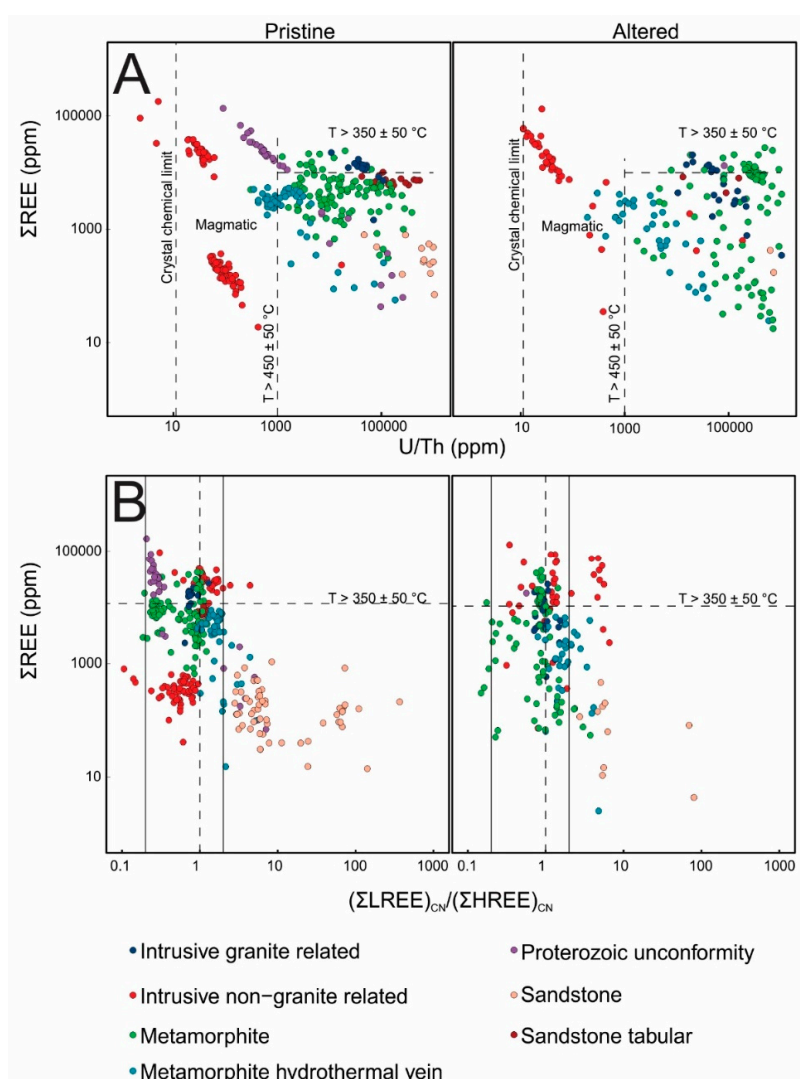 Pristine Altered
A
T > 350 ± 50 °C T > 350 ± 50 °C
100000
Crystal chemical limit Crystal chemical limit
ΣREE (ppm)
Magmatic Magmatic
1000
T > 450 ± 50 °C T > 450 ± 50 °C
10
10 1000 100000 10 1000 100000
U/Th (ppm)
B
100000
T > 350 ± 50 °C T > 350 ± 50 °C
ΣREE (ppm)
1000
10
0.1 1 10 100 1000 0.1 1 10 100 1000
(ΣLREE)CN/(ΣHREE)CN
Intrusive granite related Proterozoic unconformity
Intrusive non−granite related Sandstone
Metamorphite Sandstone tabular
Metamorphite hydrothermal vein